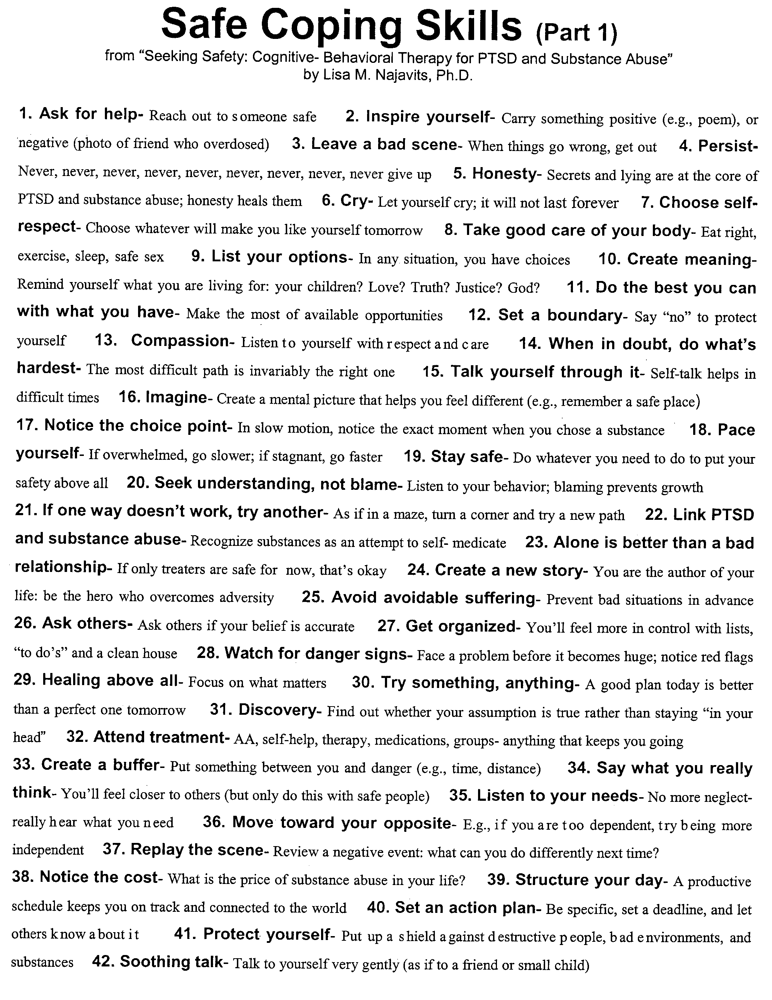 Safe Coping Skills (Part 1)
from “Seeking Safety: Cognitive- Behavioral Therapy for PTSD and Substance Abuse”
by Lisa M. Najavits, Ph.D.
1. Ask for help- Reach out to someone safe 2. Inspire yourself- Carry something positive (e.g., poem), or
negative (photo of friend who overdosed) 3. Leave a bad scene- When things go wrong, get out 4. Persist-
Never, never, never, never, never, never, never, never, never give up 5. Honesty- Secrets and lying are at the core of
PTSD and substance abuse; honesty heals them 6. Cry- Let yourself cry; it will not last forever 7. Choose self-
respect- Choose whatever will make you like yourself tomorrow 8. Take good care of your body- Eat right,
exercise, sleep, safe sex 9. List your options- In any situation, you have choices 10. Create meaning-
Remind yourself what you are living for: your children? Love? Truth? Justice? God? 11. Do the best you can
with what you have- Make the most of available opportunities 12. Set a boundary- Say “no” to protect
yourself 13. Compassion- Listen to yourself with respect and care 14. When in doubt, do what’s
hardest- The most difficult path is invariably the right one 15. Talk yourself through it- Self-talk helps in
difficult times 16. Imagine- Create a mental picture that helps you feel different (e.g., remember a safe place)
17. Notice the choice point- In slow motion, notice the exact moment when you chose a substance 18. Pace
yourself- If overwhelmed, go slower; if stagnant, go faster 19. Stay safe- Do whatever you need to do to put your
safety above all 20. Seek understanding, not blame- Listen to your behavior; blaming prevents growth
21. If one way doesn’t work, try another- As if in a maze, turn a corner and try a new path 22. Link PTSD
and substance abuse- Recognize substances as an attempt to self- medicate 23. Alone is better than a bad
relationship- If only treaters are safe for now, that’s okay 24. Create a new story- You are the author of your
life: be the hero who overcomes adversity 25. Avoid avoidable suffering- Prevent bad situations in advance
26. Ask others- Ask others if your belief is accurate 27. Get organized- You’ll feel more in control with lists,
“to do’s” and a clean house 28. Watch for danger signs- Face a problem before it becomes huge; notice red flags
29. Healing above all- Focus on what matters 30. Try something, anything- A good plan today is better
than a perfect one tomorrow 31. Discovery- Find out whether your assumption is true rather than staying “in your
head” 32. Attend treatment- AA, self-help, therapy, medications, groups- anything that keeps you going
33. Create a buffer- Put something between you and danger (e.g., time, distance) 34. Say what you really
think- You’ll feel closer to others (but only do this with safe people) 35. Listen to your needs- No more neglect-
really hear what you need 36. Move toward your opposite- E.g., if you are too dependent, try being more
independent 37. Replay the scene- Review a negative event: what can you do differently next time?
38. Notice the cost- What is the price of substance abuse in your life? 39. Structure your day- A productive
schedule keeps you on track and connected to the world 40. Set an action plan- Be specific, set a deadline, and let
others know about it 41. Protect yourself- Put up a shield against destructive people, bad environments, and
substances 42. Soothing talk- Talk to yourself very gently (as if to a friend or small child)